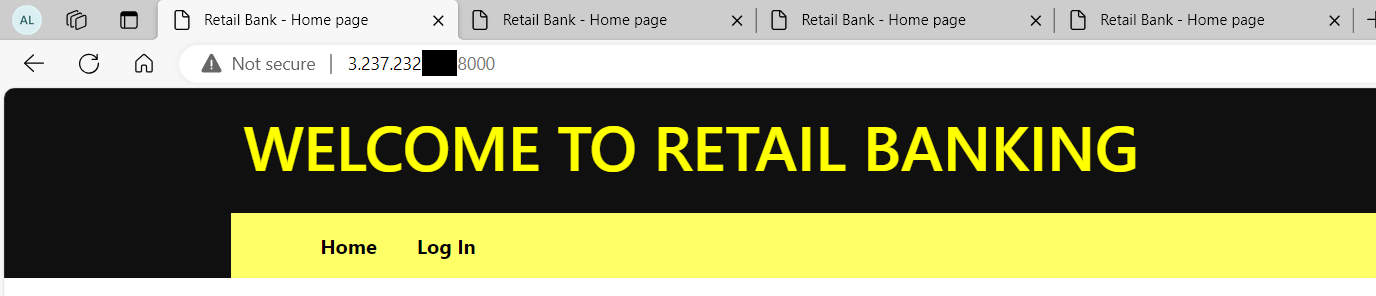 AL Retail Bank - Home page Retail Bank - Home page Retail Bank - Home page Retail Bank - Home page
Not secure | 3.237.232 8000
WELCOME TO RETAIL BANKING
Home Log In